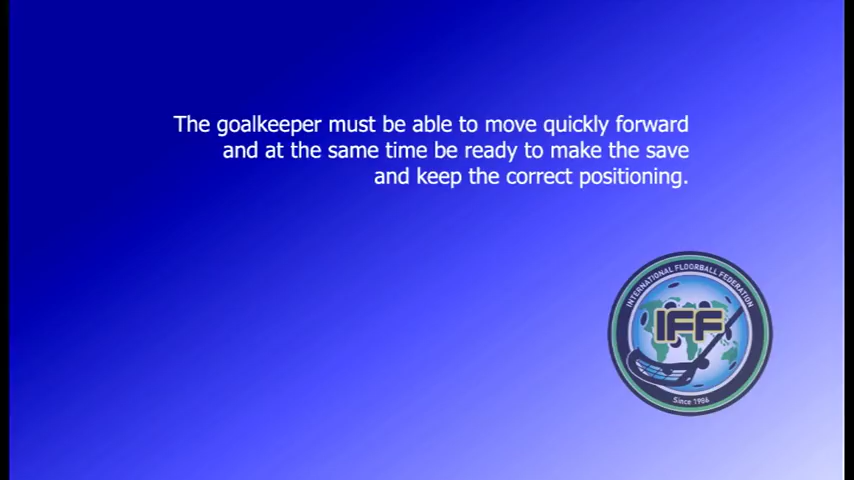 The goalkeeper must be able to move quickly forward
and at the same time be ready to make the save
and keep the correct positioning.
INTERNATIONAL FLOORBALL FEDERATION
IFF
Since 1986